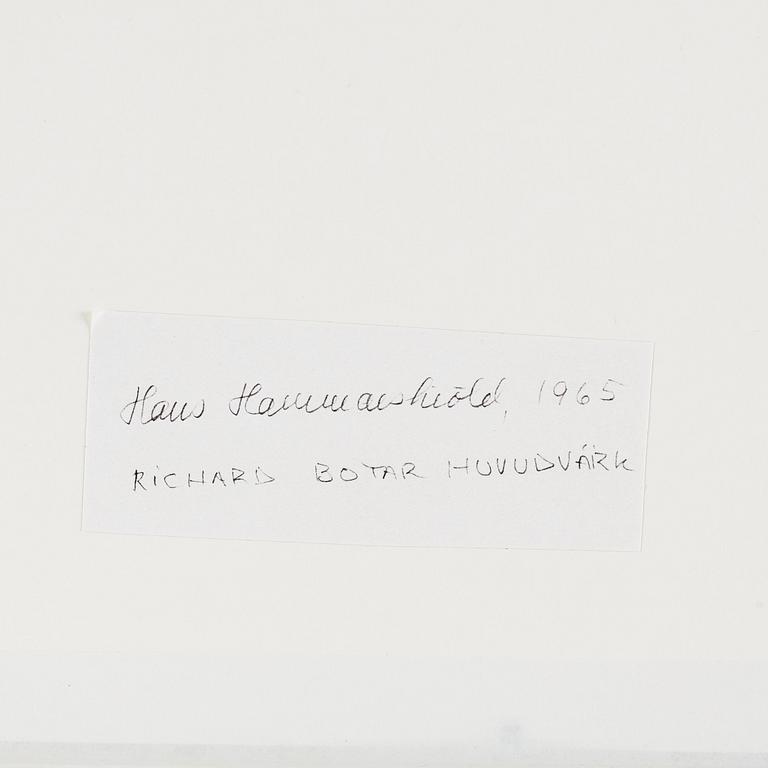 Hans Hammarskiöld, 1965
RICHARD BOTAR HUVUDVÄRK